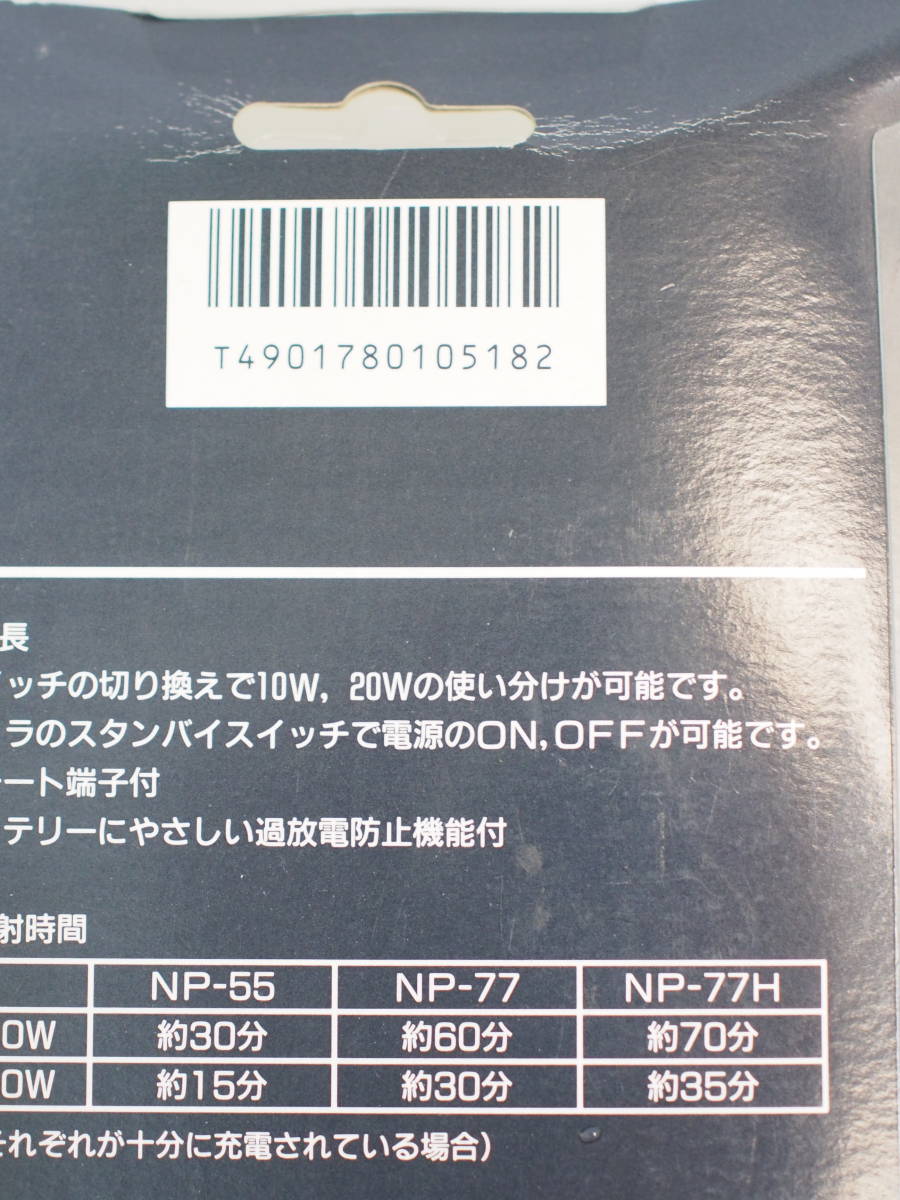 T4901780105182
長
イッチの切り換えで10W, 20Wの使い分けが可能です。
ラのスタンバイスイッチで電源のON,OFFが可能です。
ート端子付
ッテリーにやさしい過放電防止機能付
射時間
NP-55 NP-77 NP-77H
0W 約30分 約60分 約70分
0W 約15分 約30分 約35分
それぞれが十分に充電されている場合)